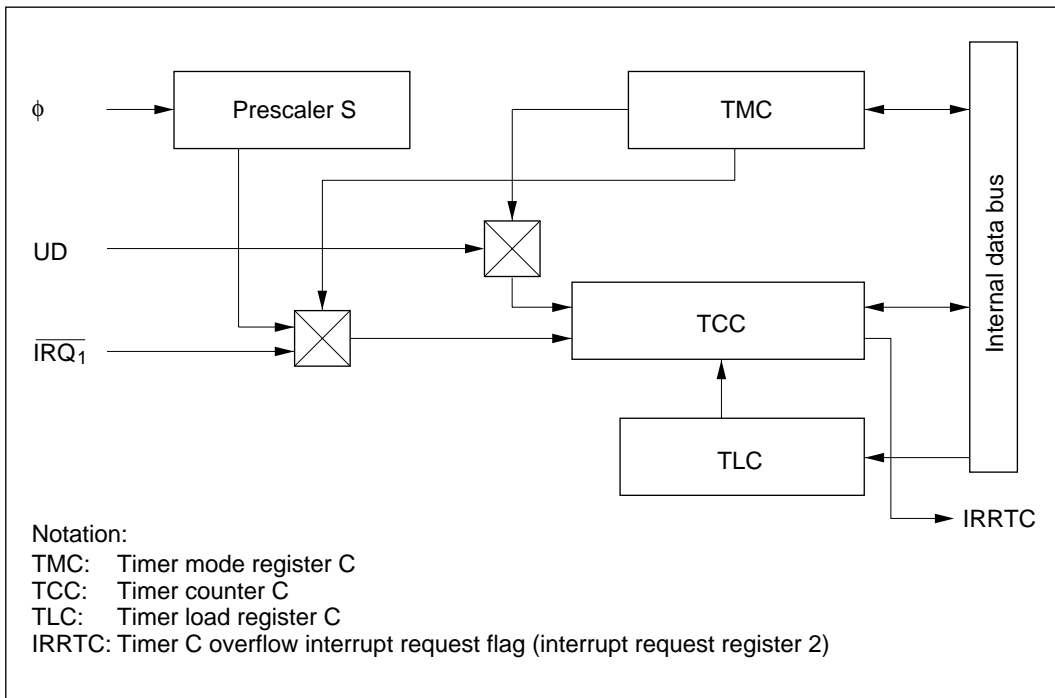 ϕ
Prescaler S
TMC
UD
TCC
IRQ1
TLC
Internal data bus
IRRTC
Notation:
TMC: Timer mode register C
TCC: Timer counter C
TLC: Timer load register C
IRRTC: Timer C overflow interrupt request flag (interrupt request register 2)